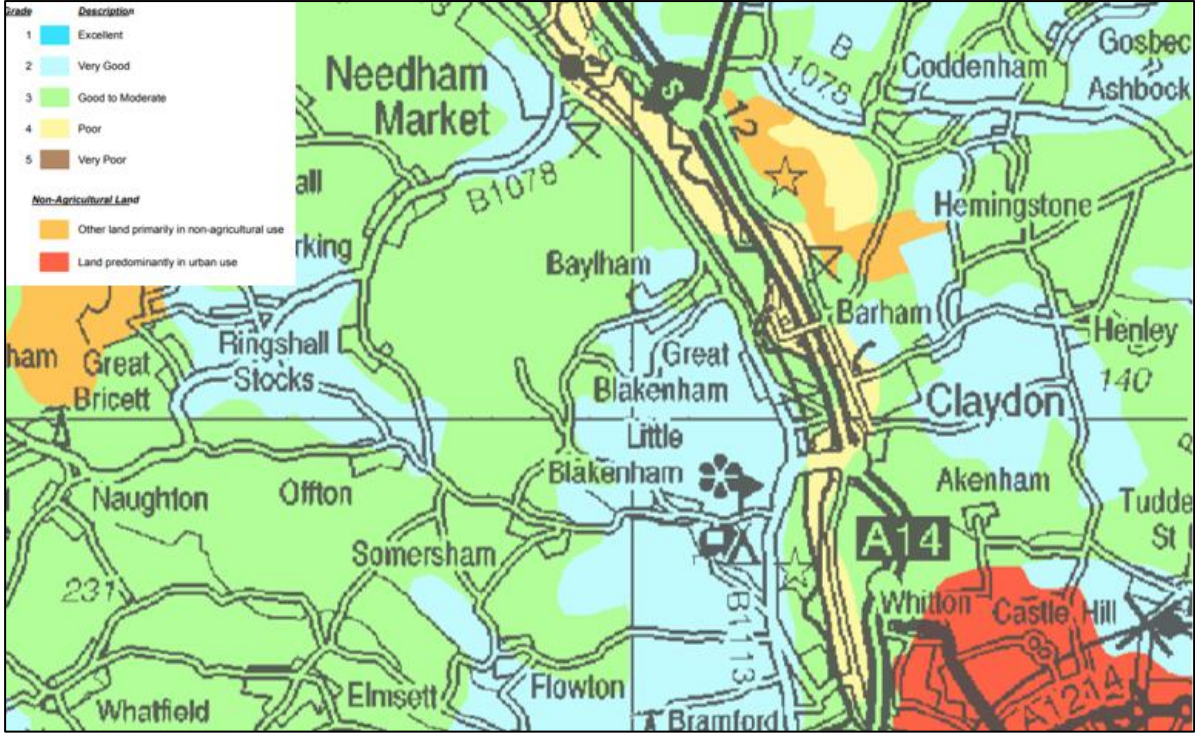 Grade Description
1 Excellent
2 Very Good
3 Good to Moderate
4 Poor
5 Very Poor
Non-Agricultural Land
Other land primarily in non-agricultural use
Land predominantly in urban use
Needham
Market
B1078
all
rking
B
1078
Coddenham
Gosbec
Ashbock
S
12
Hemingstone
Baylham
Barham
Henley
140
ham
Great
Bricett
Ringshall
Stocks
Great
Blakenham
Claydon
Little
Blakenham
Naughton
Offton
Akenham
Tudde
St
Somersham
A14
231
B1113
Whitton
Castle Hill
Whatfield
Elmsett
Flowton
Bramford
A1214